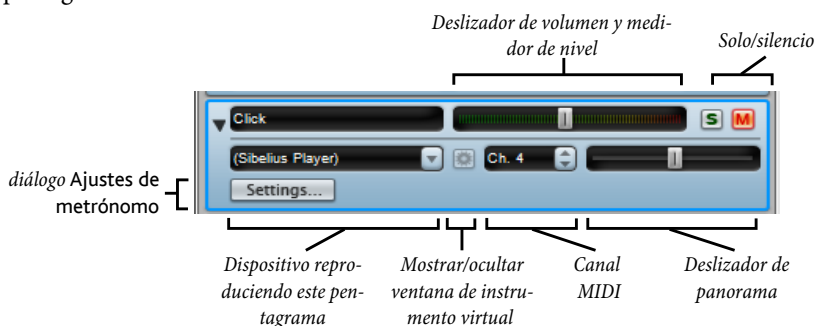 Deslizador de volumen y medi-
dor de nivel
Solo/silencio
Click
S M
(Sibelius Player)
Ch. 4
diálogo Ajustes de
metrónomo
Settings...
Dispositivo repro-
duciendo este pen-
tagrama
Mostrar/ocultar
ventana de instru-
mento virtual
Canal
MIDI
Deslizador de
panorama